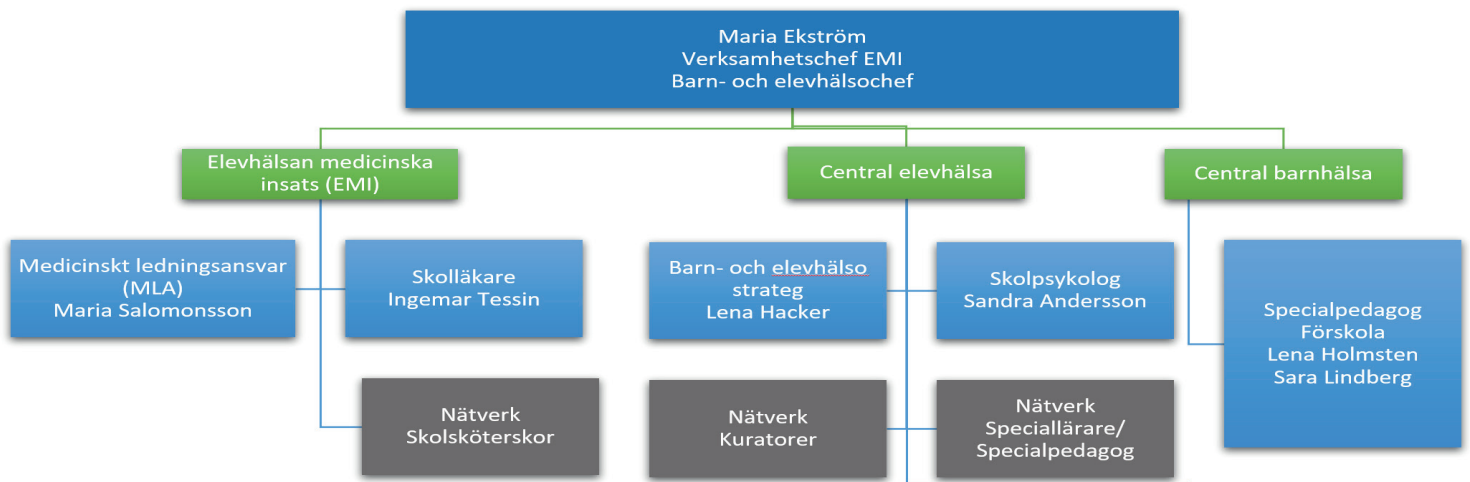 Maria Ekström
Verksamhetschef EMI
Barn- och elevhälsochef
Elevhälsan medicinska
insats (EMI)
Central elevhälsa
Central barnhälsa
Medicinskt ledningsansvar
(MLA)
Maria Salomonsson
Skolläkare
Ingemar Tessin
Barn- och elevhälso
strateg
Lena Hacker
Skolpsykolog
Sandra Andersson
Specialpedagog
Förskola
Lena Holmsten
Sara Lindberg
Nätverk
Skolsköterskor
Nätverk
Kuratorer
Nätverk
Speciallärare/
Specialpedagog